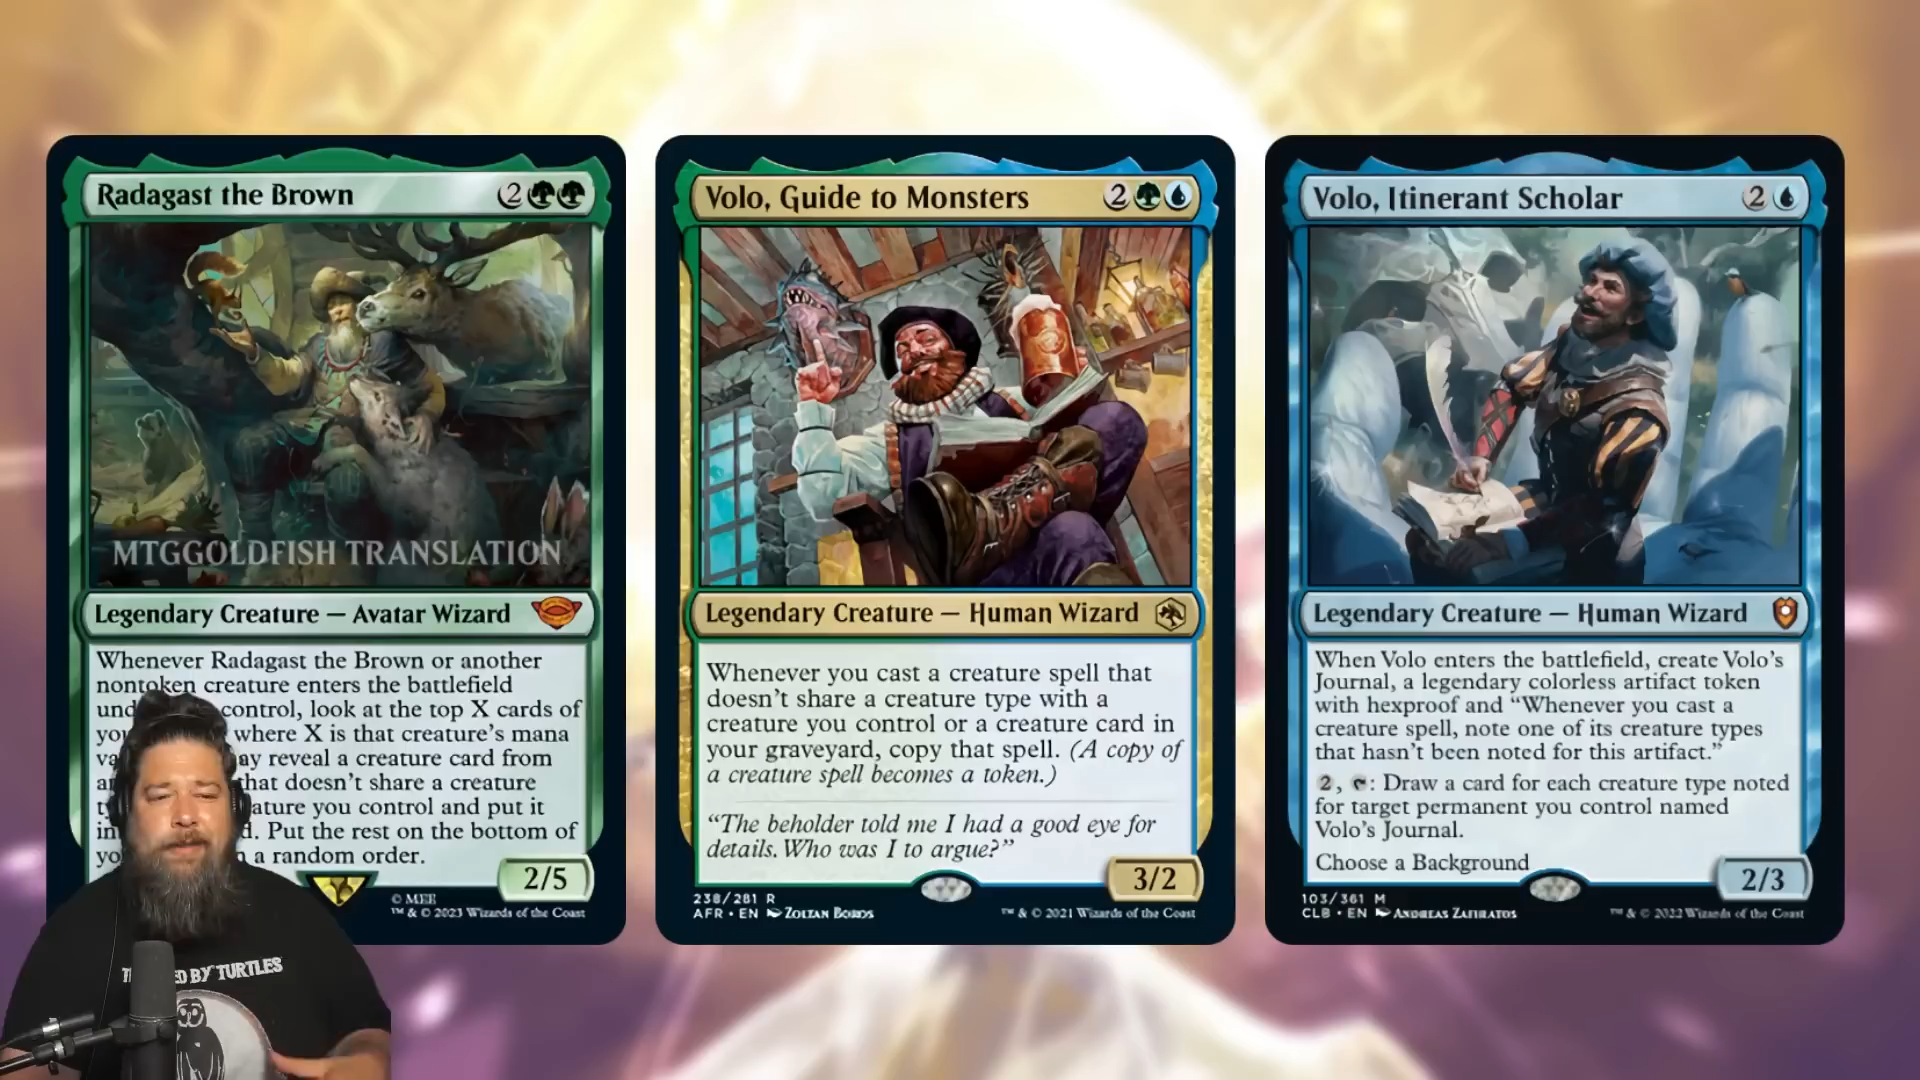 Radagast the Brown 2
MTGGOLDFISH TRANSLATION
Legendary Creature — Avatar Wizard
Whenever Radagast the Brown or another
nontoken creature enters the battlefield
control, look at the top X cards of
where X is that creature's mana
reveal a creature card from
that doesn't share a creature
you control and put it
Put the rest on the bottom of
a random order.
2/5
© MEE
™ & © 2023 Wizards of the Coast
Volo, Guide to Monsters 2
Legendary Creature — Human Wizard
Whenever you cast a creature spell that
doesn't share a creature type with a
creature you control or a creature card in
your graveyard, copy that spell. (A copy of
a creature spell becomes a token.)
"The beholder told me I had a good eye for
details. Who was I to argue?"
3/2
238/281 R
AFR • EN Zoltan Boros
™ & © 2021 Wizards of the Coast
Volo, Itinerant Scholar 2
Legendary Creature — Human Wizard
When Volo enters the battlefield, create Volo's
Journal, a legendary colorless artifact token
with hexproof and "Whenever you cast a
creature spell, note one of its creature types
that hasn't been noted for this artifact."
2, : Draw a card for each creature type noted
for target permanent you control named
Volo's Journal.
Choose a Background
2/3
103/361 M
CLB • EN Andreas Zafiratos
™ & © 2022 Wizards of the Coast
BY TURTLES